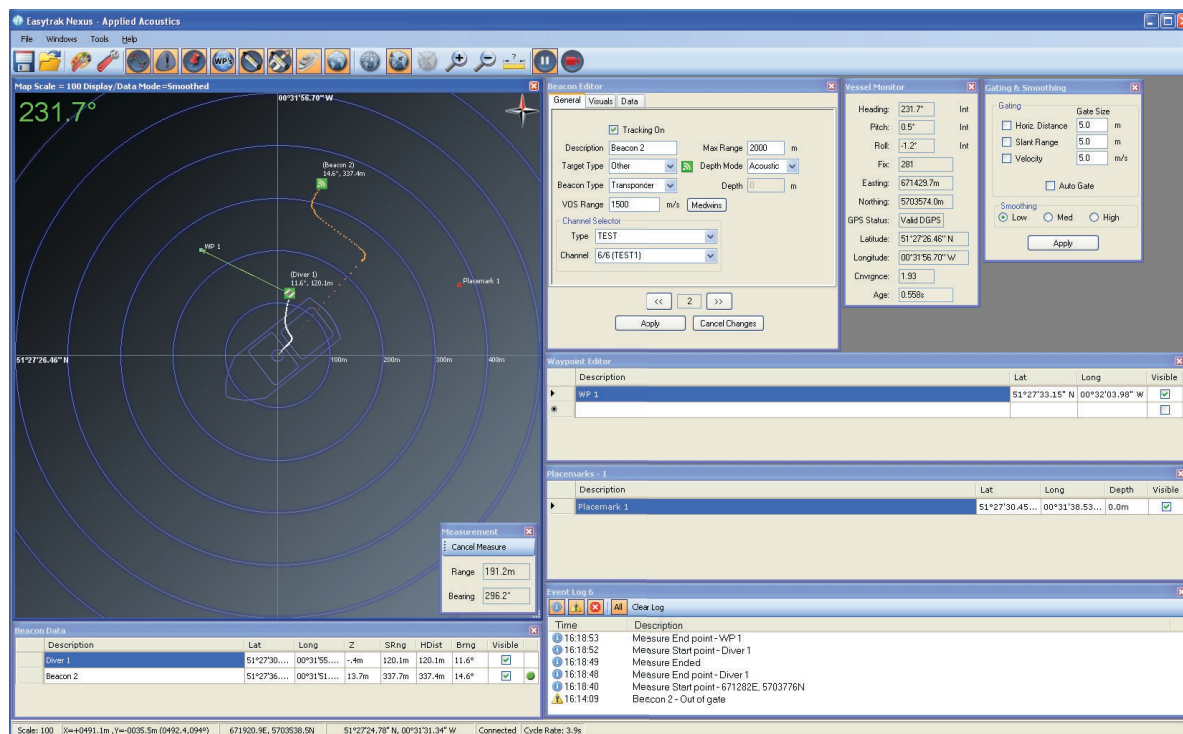 Easytrak Nexus - Applied Acoustics
File Windows Tools Help
WP's
Map Scale = 100 Display/Data Mode=Smoothed
231.7°
00°31'56.70" W
(Beacon 2)
14.6°, 337.4m
WP 1
(Diver 1)
11.6°, 120.1m
Placemark 1
51°27'26.46" N
100m 200m 300m 400m
Measurement
Cancel Measure
Range 191.2m
Bearing 296.2°
Beacon Data
Description Lat Long Z SRng HDist Brng Visible
Diver 1 51°27'30.... 00°31'55.... -.4m 120.1m 120.1m 11.6°
Beacon 2 51°27'36.... 00°31'51.... 13.7m 337.7m 337.4m 14.6°
Beacon Editor
General Visuals Data
Tracking On
Description Beacon 2 Max Range 2000 m
Target Type Other Depth Mode Acoustic
Beacon Type Transponder Depth 0 m
VOS Range 1500 m/s Medwins
Channel Selector
Type TEST
Channel 6/6 (TEST1)
<< 2 >>
Apply Cancel Changes
Vessel Monitor
Heading: 231.7° Int
Pitch: 0.5° Int
Roll: -1.2° Int
Fix: 281
Easting: 671429.7m
Northing: 5703574.0m
GPS Status: Valid DGPS
Latitude: 51°27'26.46" N
Longitude: 00°31'56.70" W
Cnvrgnce: 1.93
Age: 0.558s
Gating & Smoothing
Gating
Gate Size
Horiz. Distance 5.0 m
Slant Range 5.0 m
Velocity 5.0 m/s
Auto Gate
Smoothing
Low Med High
Apply
Waypoint Editor
Description Lat Long Visible
WP 1 51°27'33.15" N 00°32'03.98" W
Placemarks - 1
Description Lat Long Depth Visible
Placemark 1 51°27'30.45... 00°31'38.53... 0.0m
Event Log 6
All Clear Log
Time Description
16:18:53 Measure End point - WP 1
16:18:52 Measure Start point - Diver 1
16:18:49 Measure Ended
16:18:48 Measure End point - Diver 1
16:18:40 Measure Start point - 671282E, 5703776N
16:14:09 Beacon 2 - Out of gate
Scale: 100 X=+0491.1m ,Y=-0035.5m (0492.4,094°) 671920.9E, 5703538.5N 51°27'24.78" N, 00°31'31.34" W Connected Cycle Rate: 3.9s